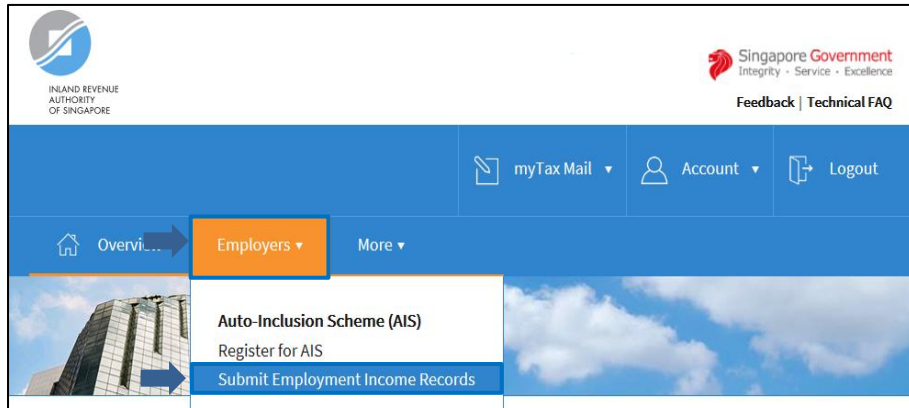 INLAND REVENUE
AUTHORITY
OF SINGAPORE
Singapore Government
Integrity · Service · Excellence
Feedback | Technical FAQ
myTax Mail
Account
Logout
Employers
More
Auto-Inclusion Scheme (AIS)
Register for AIS
Submit Employment Income Records